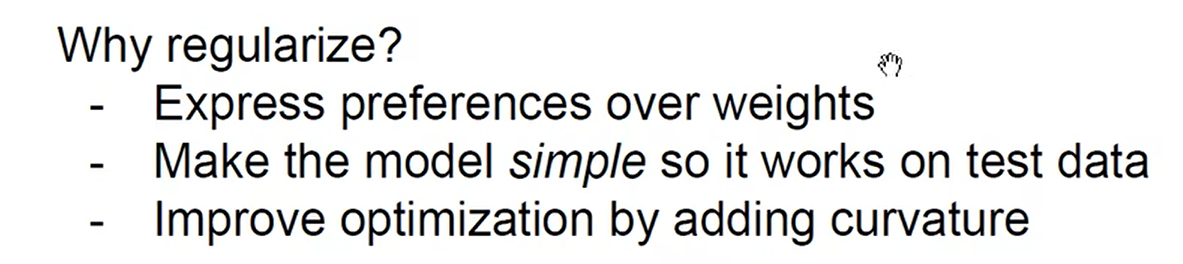 Why regularize?
- Express preferences over weights
- Make the model simple so it works on test data
- Improve optimization by adding curvature